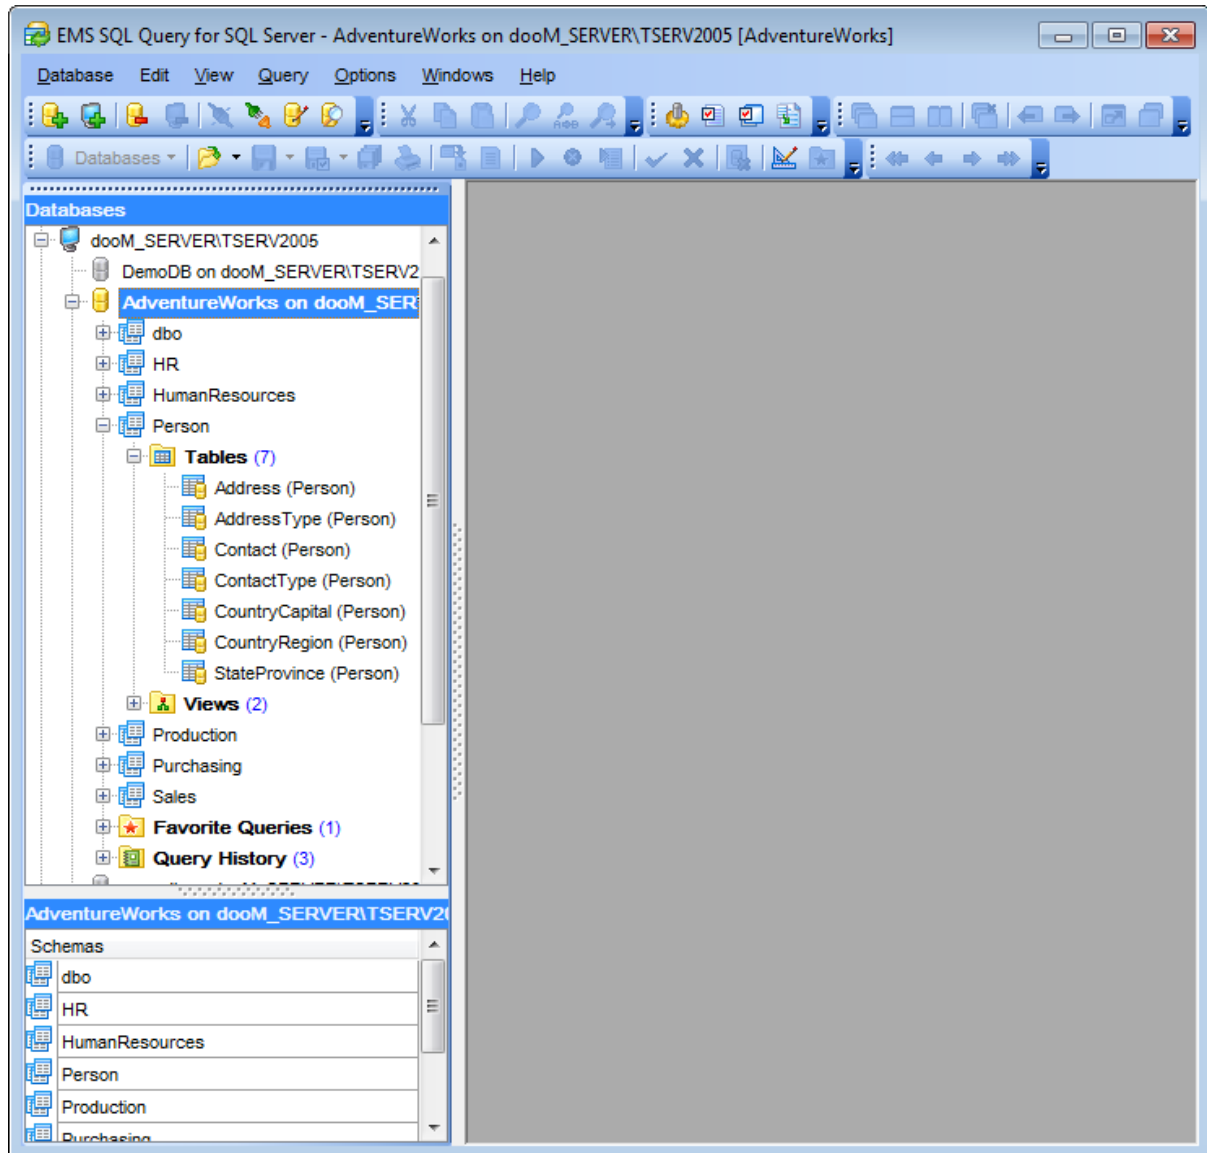 EMS SQL Query for SQL Server - AdventureWorks on dooM_SERVER\TSERV2005 [AdventureWorks]
Database Edit View Query Options Windows Help
Databases
Databases
dooM_SERVER\TSERV2005
DemoDB on dooM_SERVER\TSERV2
AdventureWorks on dooM_SER
dbo
HR
HumanResources
Person
Tables (7)
Address (Person)
AddressType (Person)
Contact (Person)
ContactType (Person)
CountryCapital (Person)
CountryRegion (Person)
StateProvince (Person)
Views (2)
Production
Purchasing
Sales
Favorite Queries (1)
Query History (3)
AdventureWorks on dooM_SERVER\TSERV20
Schemas
dbo
HR
HumanResources
Person
Production
Purchasing